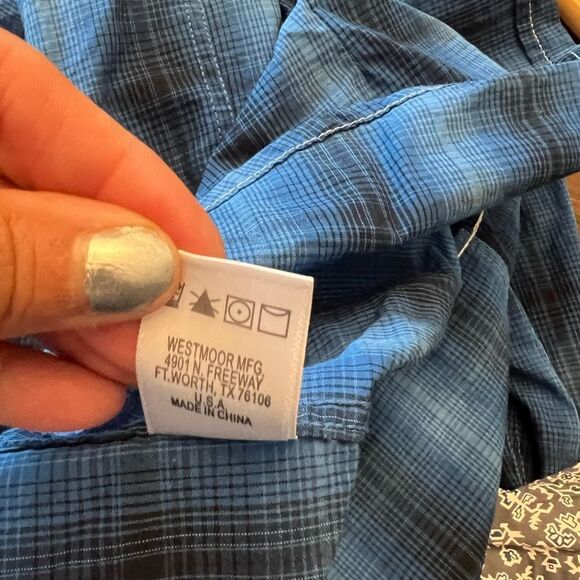 WESTMOOR MFG.
4901 N. FREEWAY
FT. WORTH, TX 76106
U.S.A.
MADE IN CHINA